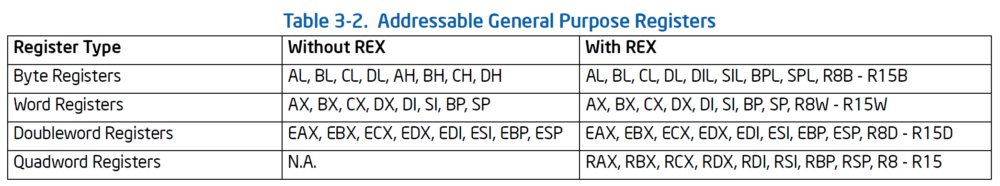 Table 3-2. Addressable General Purpose Registers
Register Type Without REX With REX
Byte Registers AL, BL, CL, DL, AH, BH, CH, DH AL, BL, CL, DL, DIL, SIL, BPL, SPL, R8B - R15B
Word Registers AX, BX, CX, DX, DI, SI, BP, SP AX, BX, CX, DX, DI, SI, BP, SP, R8W - R15W
Doubleword Registers EAX, EBX, ECX, EDX, EDI, ESI, EBP, ESP EAX, EBX, ECX, EDX, EDI, ESI, EBP, ESP, R8D - R15D
Quadword Registers N.A. RAX, RBX, RCX, RDX, RDI, RSI, RBP, RSP, R8 - R15